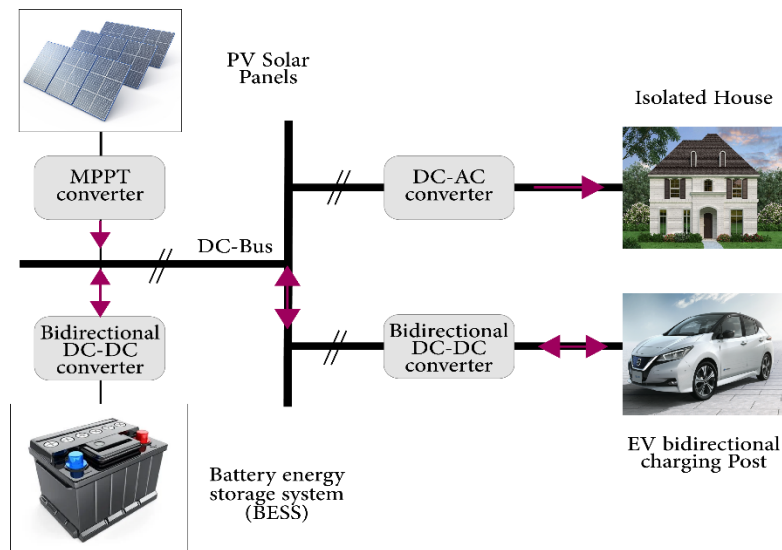 PV Solar
Panels
Isolated House
MPPT
converter
DC-AC
converter
DC-Bus
Bidirectional
DC-DC
converter
Bidirectional
DC-DC
converter
Battery energy
storage system
(BESS)
EV bidirectional
charging Post